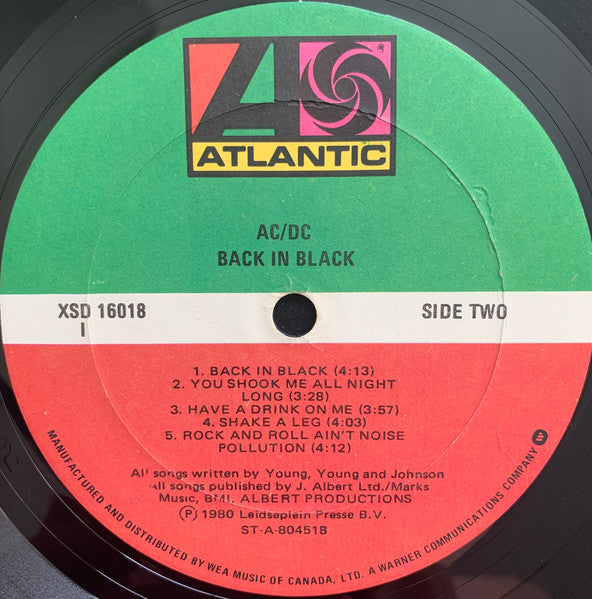 ATLANTIC
AC/DC
BACK IN BLACK
XSD 16018
I
SIDE TWO
1. BACK IN BLACK (4:13)
2. YOU SHOOK ME ALL NIGHT
LONG (3:28)
3. HAVE A DRINK ON ME (3:57)
4. SHAKE A LEG (4:03)
5. ROCK AND ROLL AIN'T NOISE
POLLUTION (4:12)
All songs written by Young, Young and Johnson
All songs published by J. Albert Ltd./Marks
Music, BMI. ALBERT PRODUCTIONS
Ⓟ 1980 Leidseplein Presse B.V.
ST-A-804518
MANUFACTURED AND DISTRIBUTED BY WEA MUSIC OF CANADA, LTD. A WARNER COMMUNICATIONS COMPANY